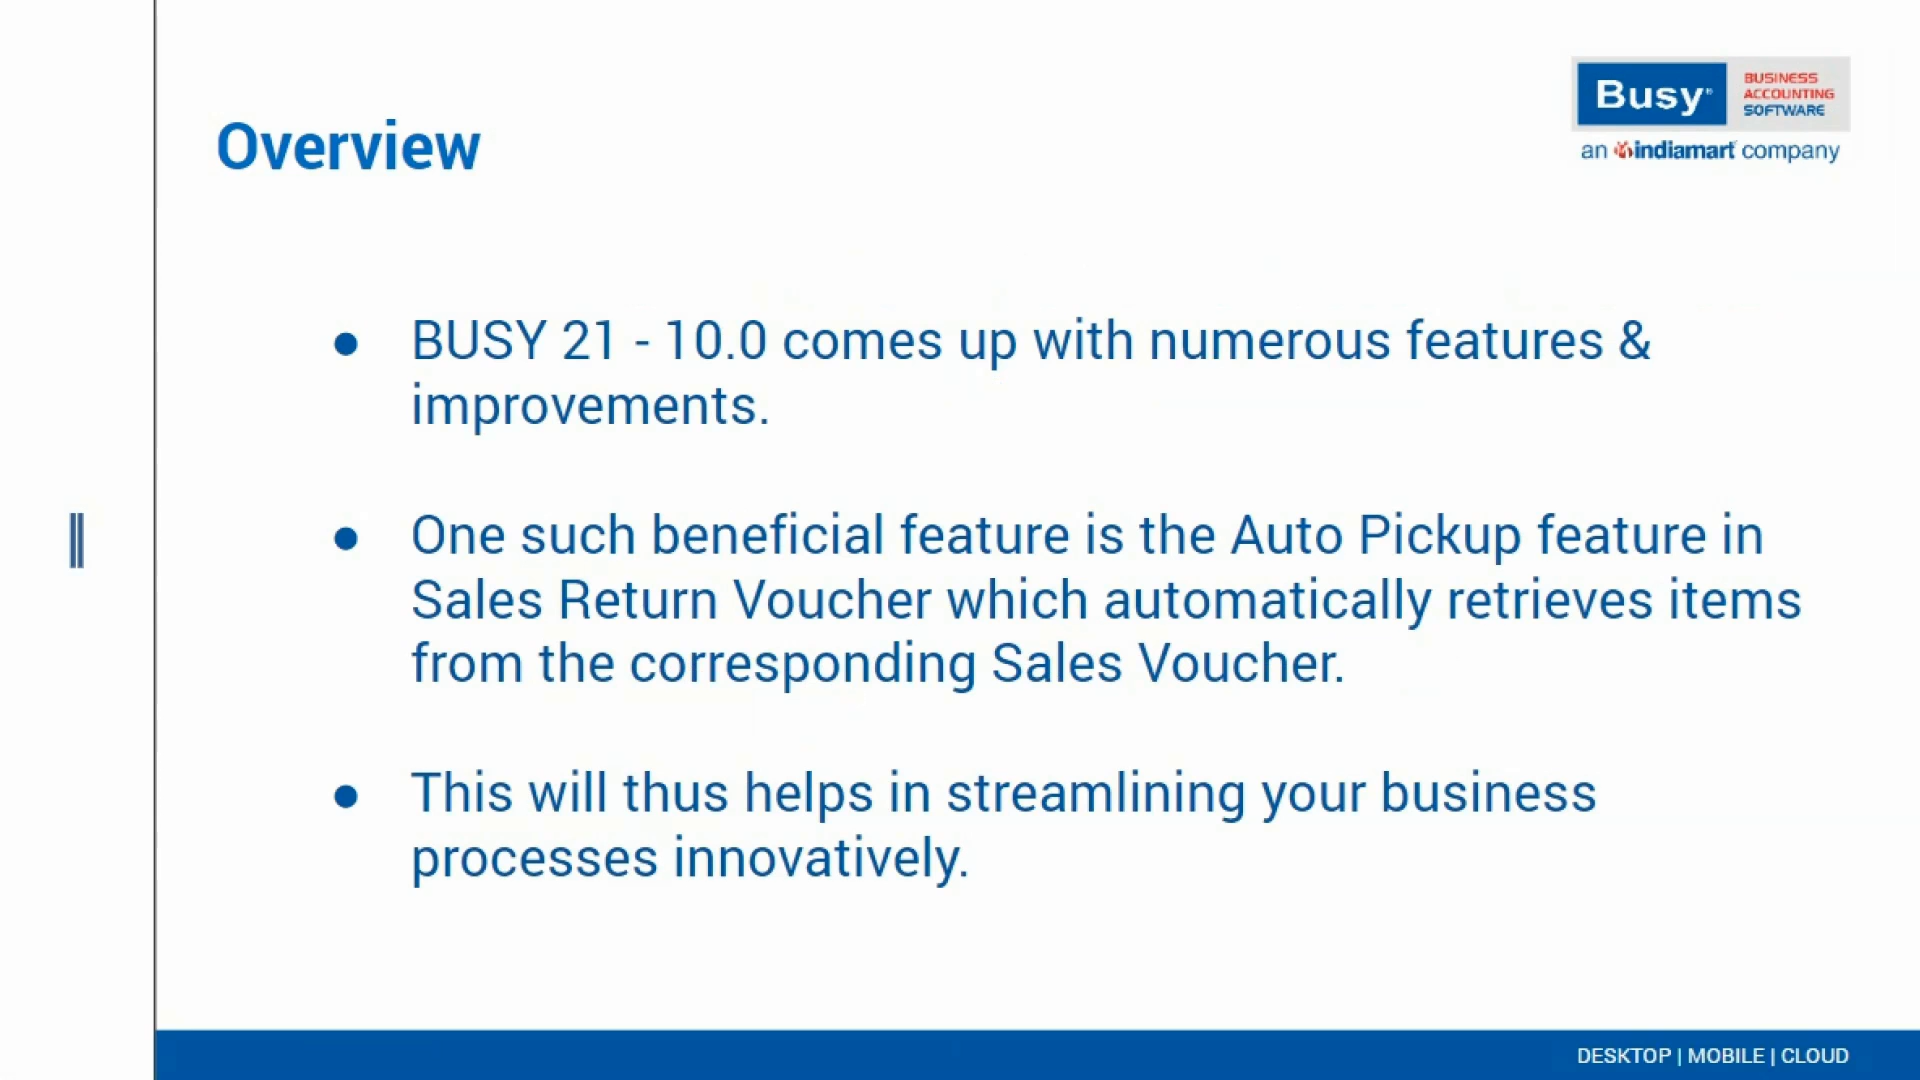 Busy®
BUSINESS
ACCOUNTING
SOFTWARE
an indiamart company
Overview
● BUSY 21 - 10.0 comes up with numerous features &
improvements.
● One such beneficial feature is the Auto Pickup feature in
Sales Return Voucher which automatically retrieves items
from the corresponding Sales Voucher.
● This will thus helps in streamlining your business
processes innovatively.
DESKTOP | MOBILE | CLOUD